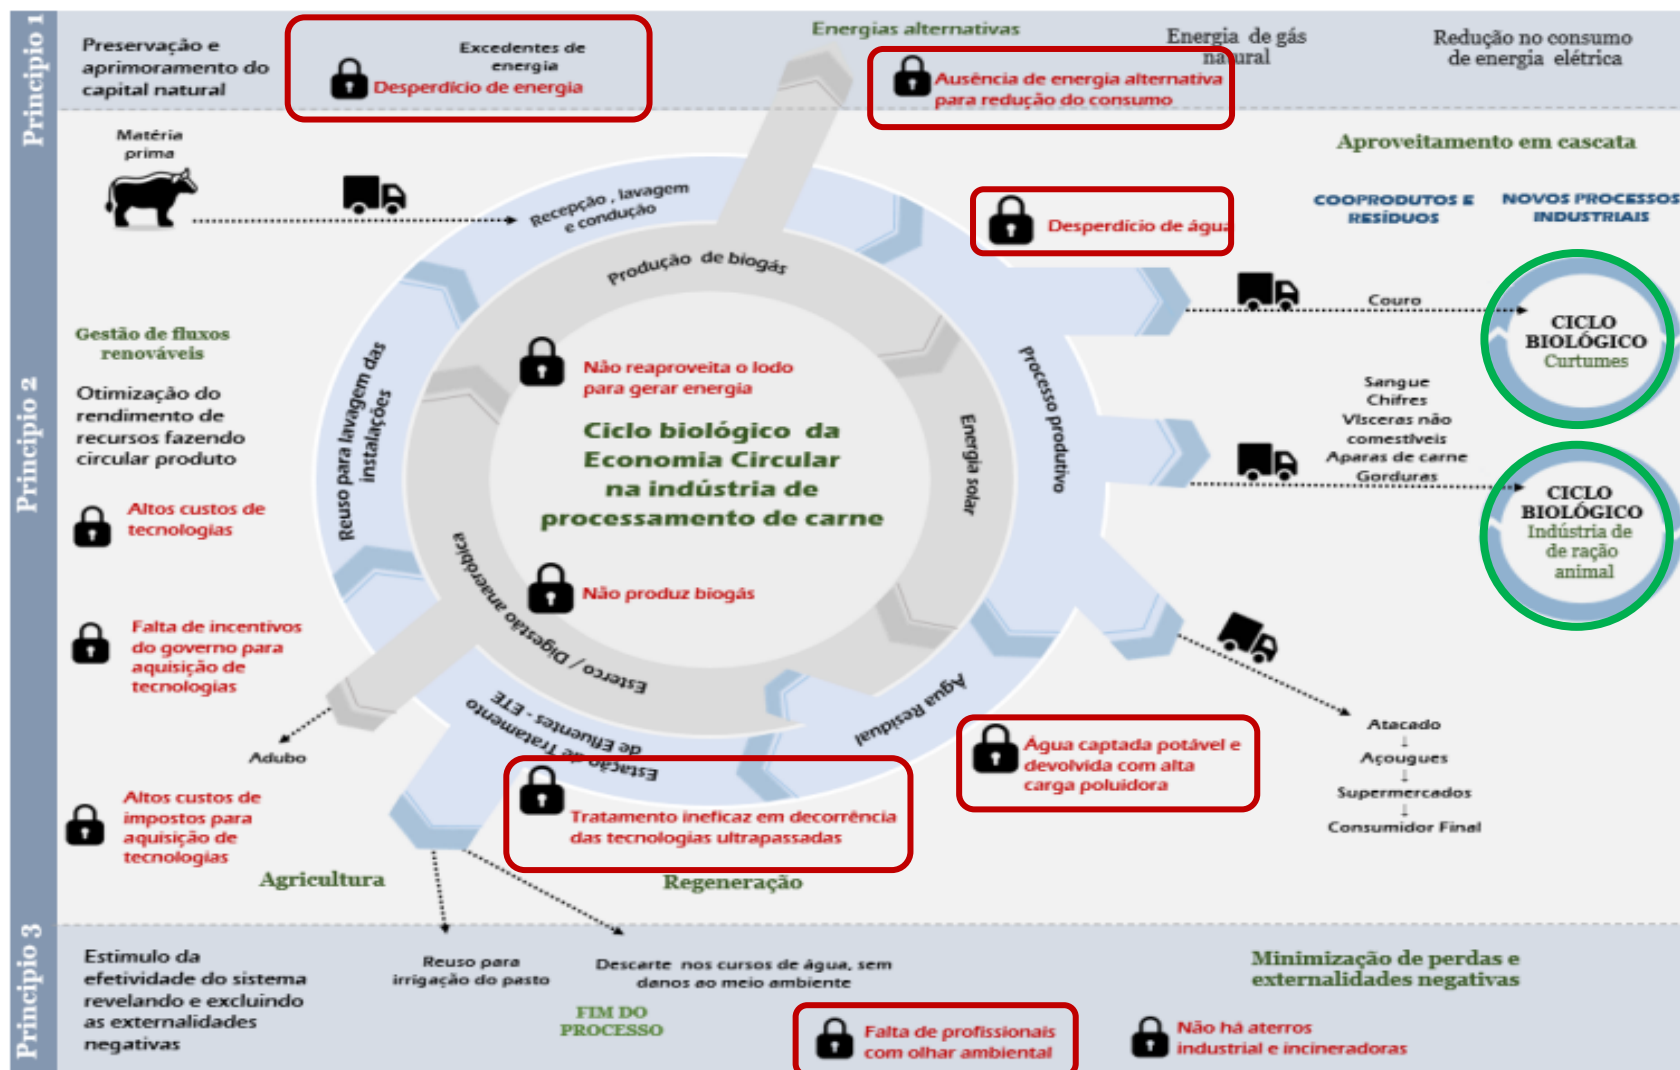 Principio 1
Preservação e
aprimoramento do
capital natural
Excedentes de
energia
Desperdício de energia
Energias alternativas
Ausência de energia alternativa
para redução do consumo
Energia de gás
natural
Redução no consumo
de energia elétrica
Principio 2
Matéria
prima
Recepção , lavagem
e condução
Produção de biogás
Desperdício de água
Aproveitamento em cascata
COOPRODUTOS E
RESÍDUOS
NOVOS PROCESSOS
INDUSTRIAIS
Couro
CICLO
BIOLÓGICO
Curtumes
Gestão de fluxos
renováveis
Otimização do
rendimento de
recursos fazendo
circular produto
Reuso para lavagem das
instalações
Não reaproveita o lodo
para gerar energia
Ciclo biológico da
Economia Circular
na indústria de
processamento de carne
Energia solar
Processo produtivo
Sangue
Chifres
Vísceras não
comestíveis
Aparas de carne
Gorduras
CICLO
BIOLÓGICO
Indústria de
de ração
animal
Altos custos de
tecnologias
Não produz biogás
Esterco / Digestão anaeróbica
Falta de incentivos
do governo para
aquisição de
tecnologias
Estação de Tratamento
de Efluentes - ETE
Água Residual
Adubo
Água captada potável e
devolvida com alta
carga poluidora
Atacado
Açougues
Supermercados
Consumidor Final
Altos custos de
impostos para
aquisição de
tecnologias
Tratamento ineficaz em decorrência
das tecnologias ultrapassadas
Agricultura
Regeneração
Principio 3
Estimulo da
efetividade do sistema
revelando e excluindo
as externalidades
negativas
Reuso para
irrigação do pasto
Descarte nos cursos de água, sem
danos ao meio ambiente
FIM DO
PROCESSO
Falta de profissionais
com olhar ambiental
Minimização de perdas e
externalidades negativas
Não há aterros
industrial e incineradoras